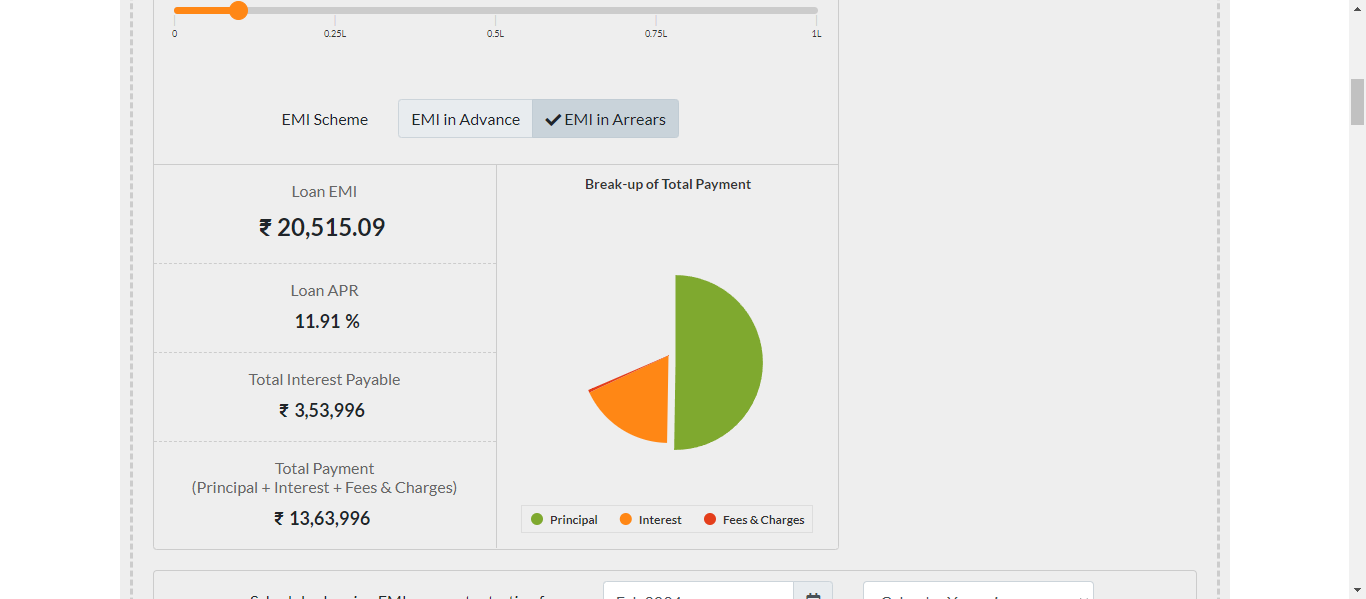 0 0.25L 0.5L 0.75L 1L
EMI Scheme EMI in Advance EMI in Arrears
Loan EMI
₹ 20,515.09
Loan APR
11.91 %
Total Interest Payable
₹ 3,53,996
Total Payment
(Principal + Interest + Fees & Charges)
₹ 13,63,996
Break-up of Total Payment
Principal Interest Fees & Charges